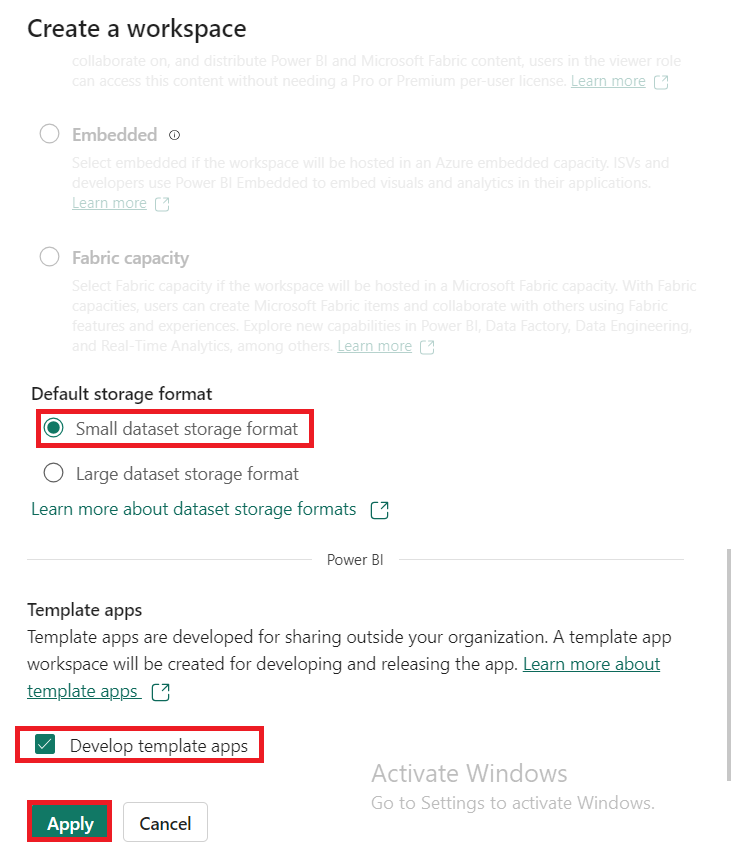 Create a workspace
collaborate on, and distribute Power BI and Microsoft Fabric content, users in the viewer role
can access this content without needing a Pro or Premium per-user license. Learn more
Embedded
Select embedded if the workspace will be hosted in an Azure embedded capacity. ISVs and
developers use Power BI Embedded to embed visuals and analytics in their applications.
Learn more
Fabric capacity
Select Fabric capacity if the workspace will be hosted in a Microsoft Fabric capacity. With Fabric
capacities, users can create Microsoft Fabric items and collaborate with others using Fabric
features and experiences. Explore new capabilities in Power BI, Data Factory, Data Engineering,
and Real-Time Analytics, among others. Learn more
Default storage format
Small dataset storage format
Large dataset storage format
Learn more about dataset storage formats
Power BI
Template apps
Template apps are developed for sharing outside your organization. A template app
workspace will be created for developing and releasing the app. Learn more about
template apps
Develop template apps
Activate Windows
Go to Settings to activate Windows.
Apply
Cancel